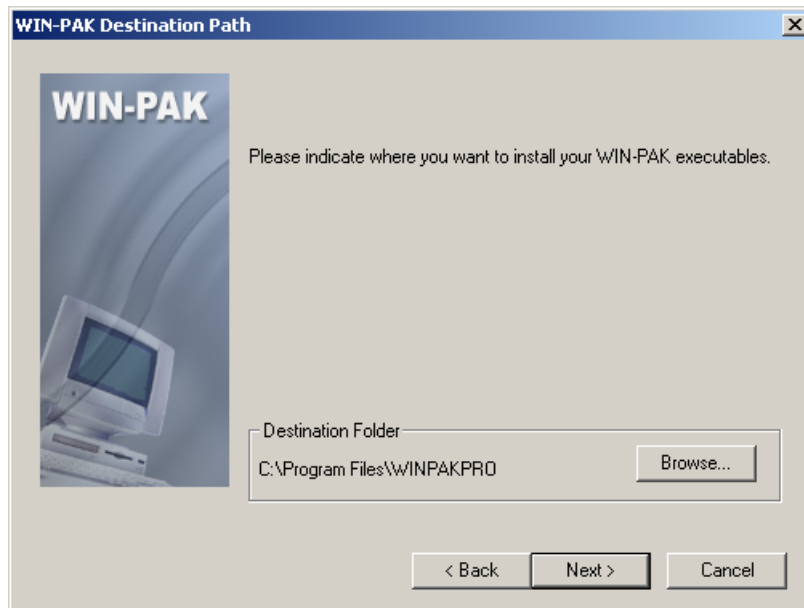 WIN-PAK Destination Path
WIN-PAK
Please indicate where you want to install your WIN-PAK executables.
Destination Folder
C:\Program Files\WINPAKPRO
Browse...
< Back
Next >
Cancel